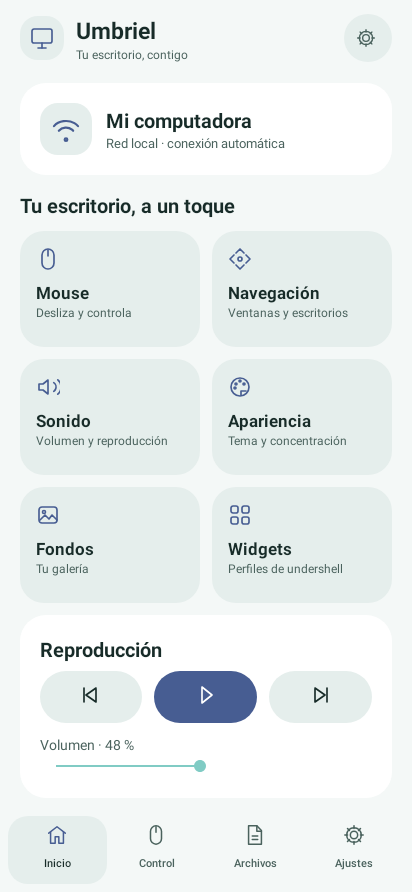 Umbriel
Tu escritorio, contigo
Mi computadora
Red local · conexión automática
Tu escritorio, a un toque
Mouse
Desliza y controla
Navegación
Ventanas y escritorios
Sonido
Volumen y reproducción
Apariencia
Tema y concentración
Fondos
Tu galería
Widgets
Perfiles de undershell
Reproducción
Volumen · 48 %
Inicio
Control
Archivos
Ajustes